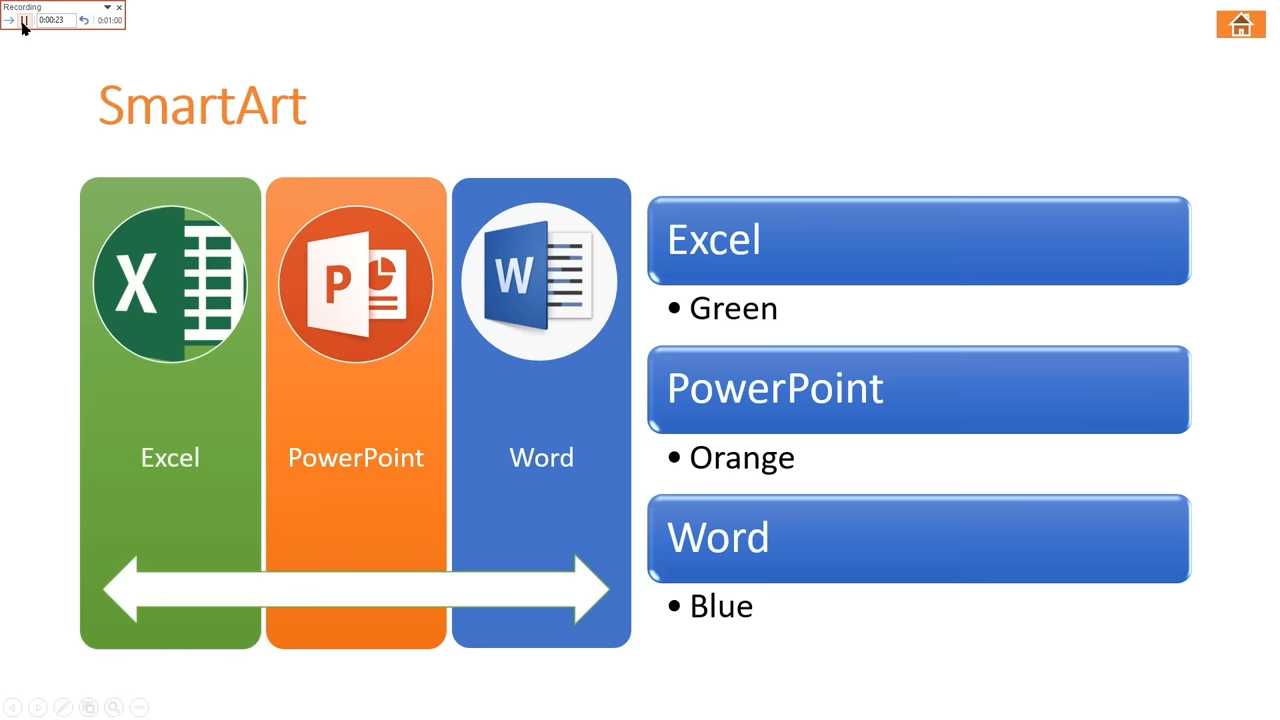 Recording
0:00:23 0:01:00
SmartArt
X
P
W
Excel
PowerPoint
Word
Excel
• Green
PowerPoint
• Orange
Word
• Blue